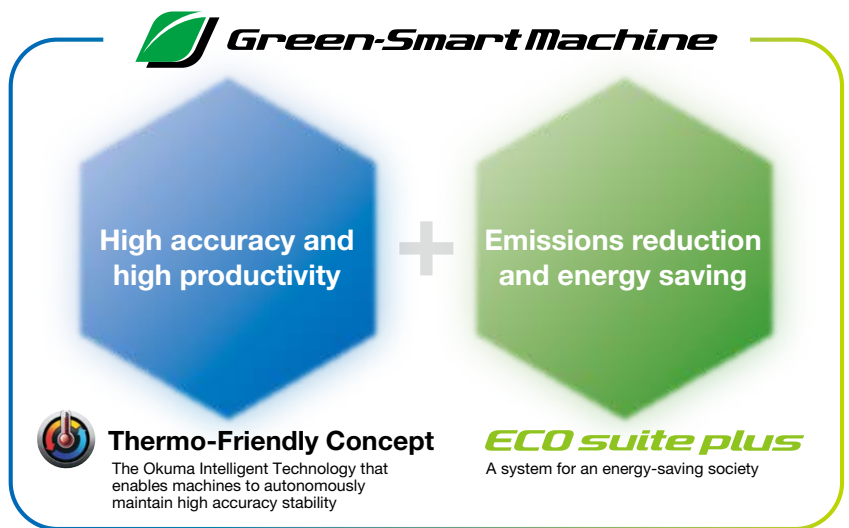 Green-Smart Machine
High accuracy and
high productivity
+
Emissions reduction
and energy saving
Thermo-Friendly Concept
The Okuma Intelligent Technology that
enables machines to autonomously
maintain high accuracy stability
ECO suite plus
A system for an energy-saving society